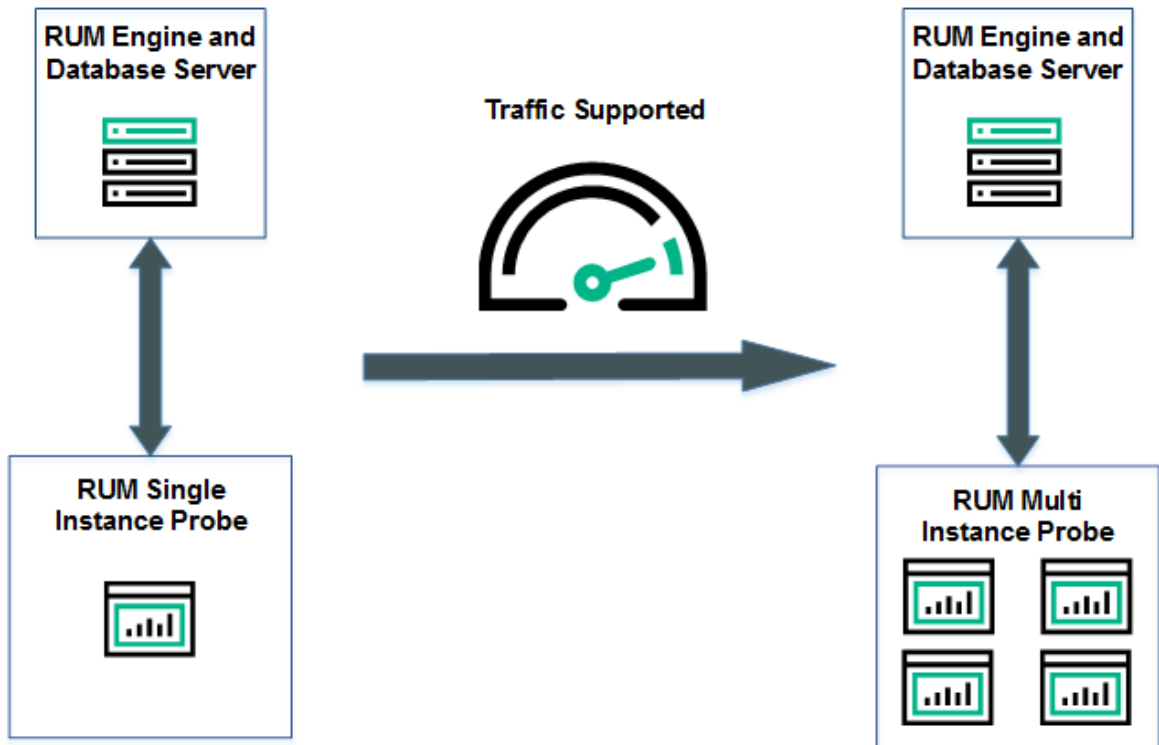 RUM Engine and
Database Server
Traffic Supported
RUM Engine and
Database Server
RUM Single
Instance Probe
RUM Multi
Instance Probe